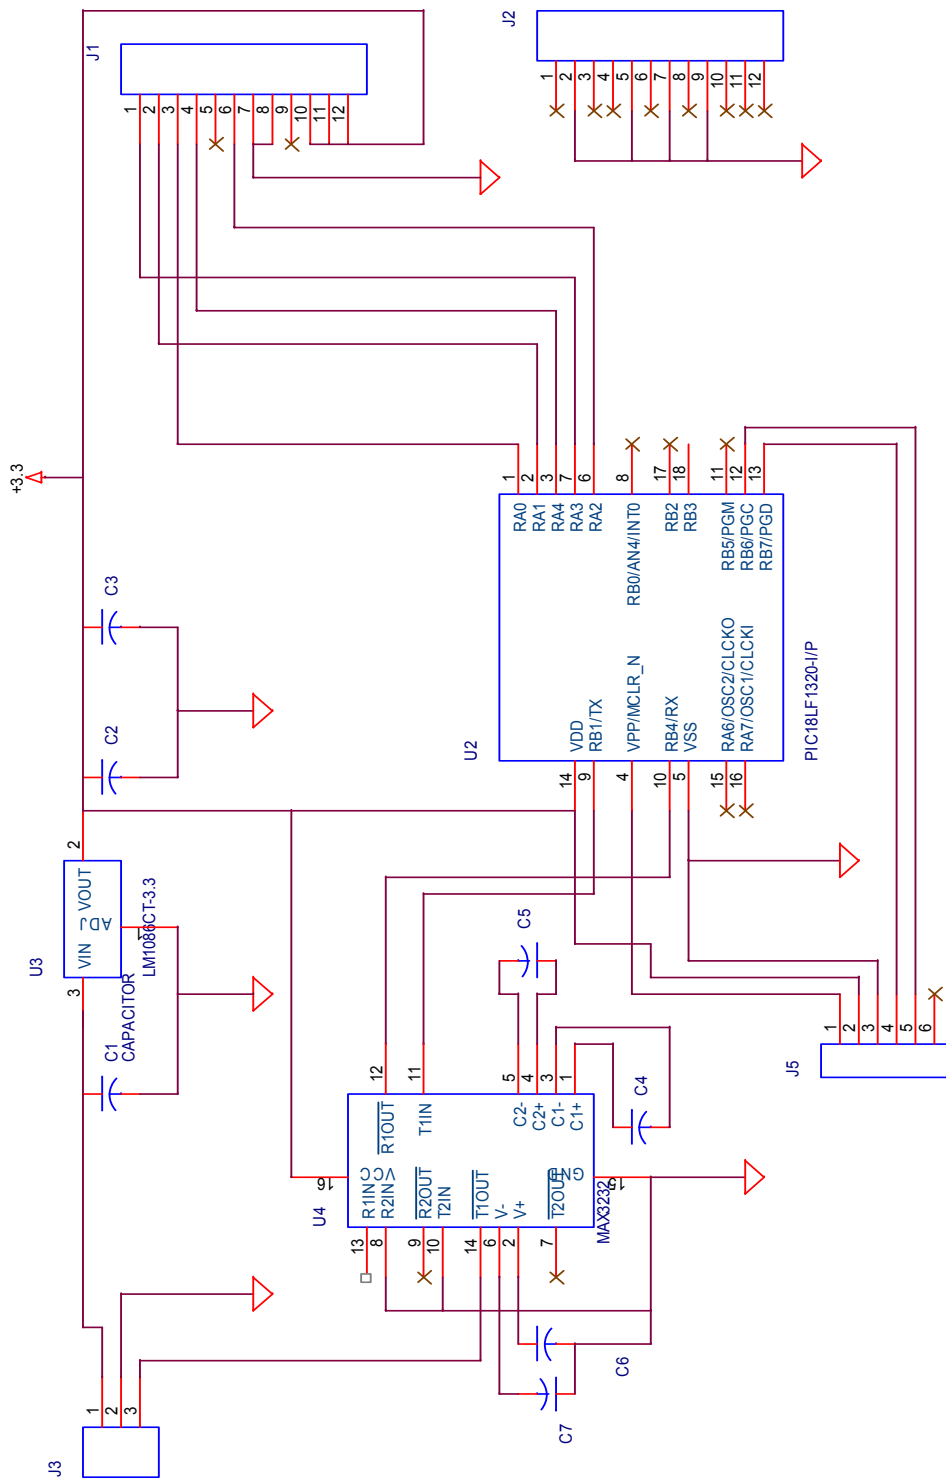 J1
1
2
3
4
5
6
7
8
9
10
11
12
J2
1
2
3
4
5
6
7
8
9
10
11
12
+3.3
C3
C2
U3
VIN
VOUT
ADJ
3
2
1
LM1086CT-3.3
C1
CAPACITOR
U2
1
2
3
7
6
8
17
18
11
12
13
RA0
RA1
RA4
RA3
RA2
RB0/AN4/INT0
RB2
RB3
RB5/PGM
RB6/PGC
RB7/PGD
VDD
RB1/TX
VPP/MCLR_N
RB4/RX
VSS
RA6/OSC2/CLCKO
RA7/OSC1/CLCKI
14
9
4
10
5
15
16
PIC18LF1320-I/P
C5
12
11
5
4
3
1
R1OUT
T1IN
C2-
C2+
C1-
C1+
C4
16
VCC
GND
15
U4
R1IN
R2IN
R2OUT
T2IN
T1OUT
V-
V+
T2OUT
13
8
9
10
14
6
2
7
MAX3232
C6
C7
J5
1
2
3
4
5
6
J3
1
2
3